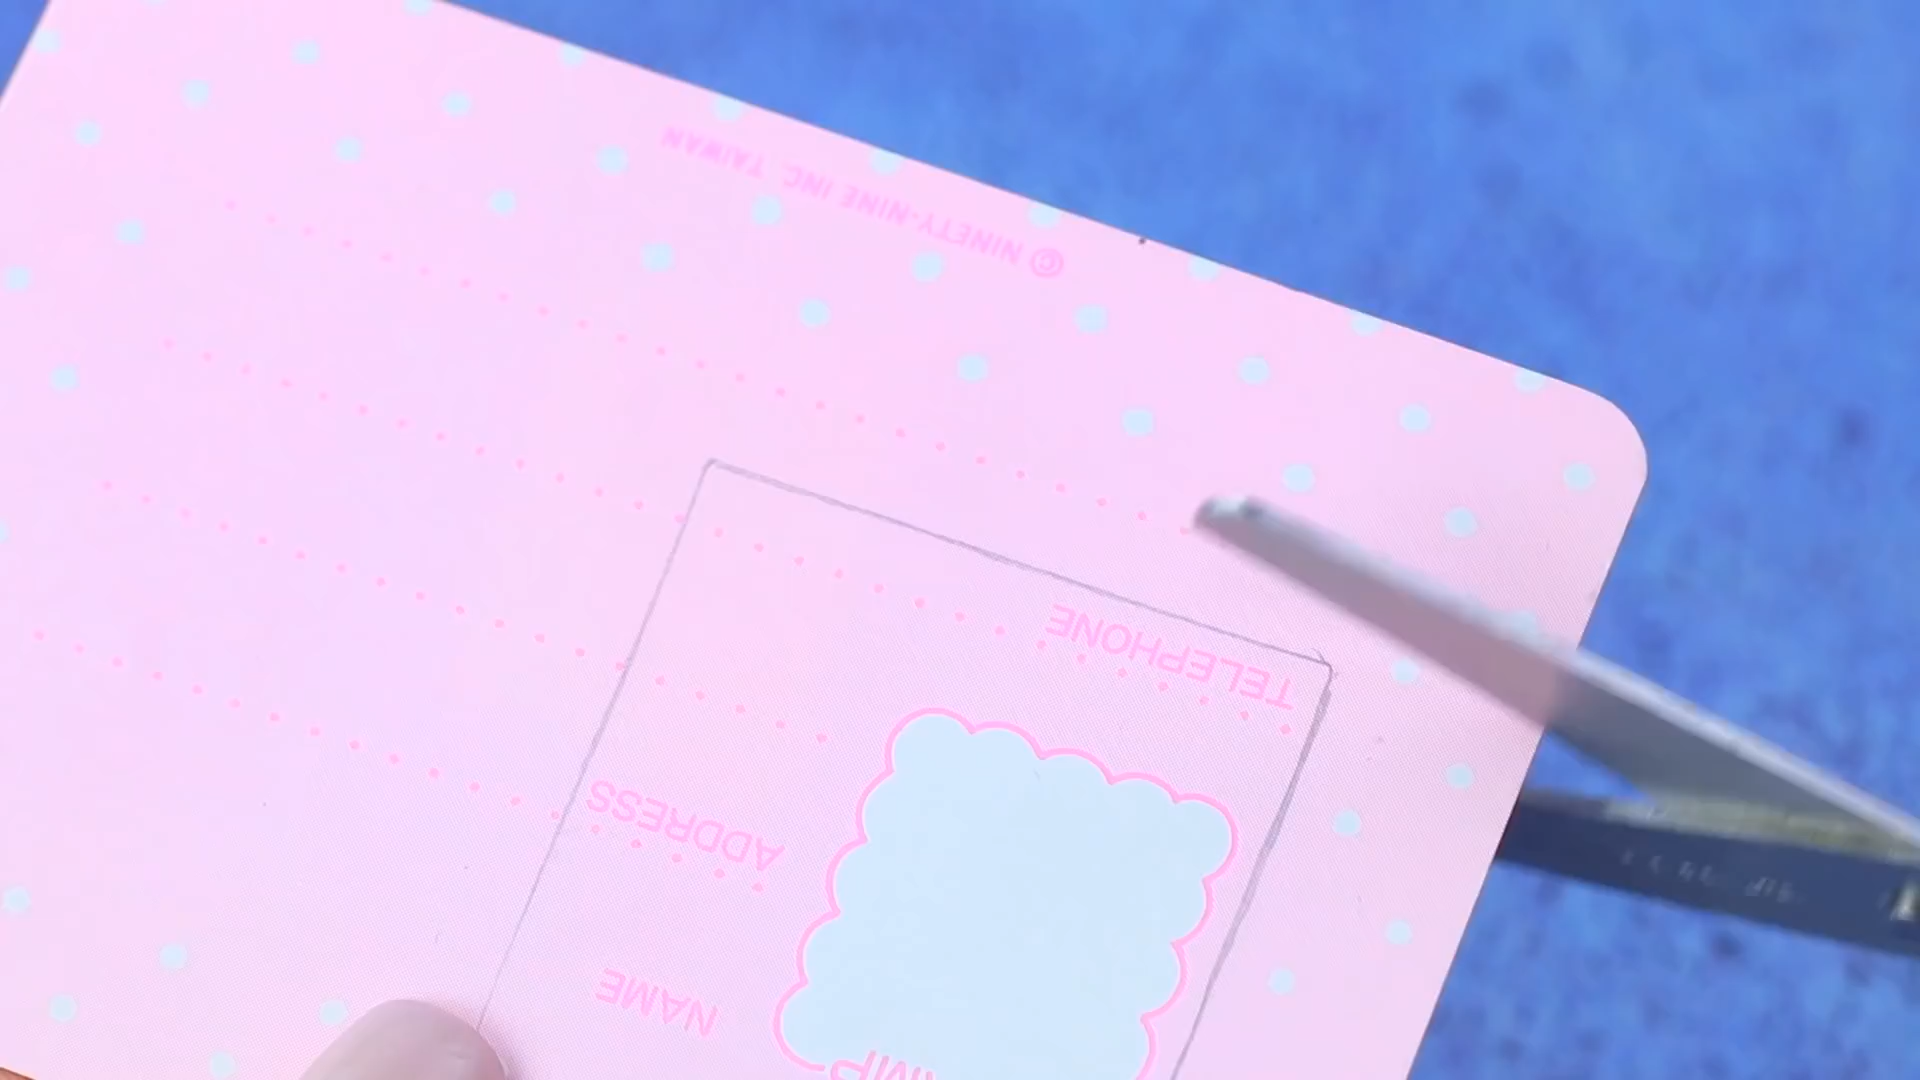 © NINETY-NINE INC. TAIWAN
TELEPHONE
ADDRESS
NAME